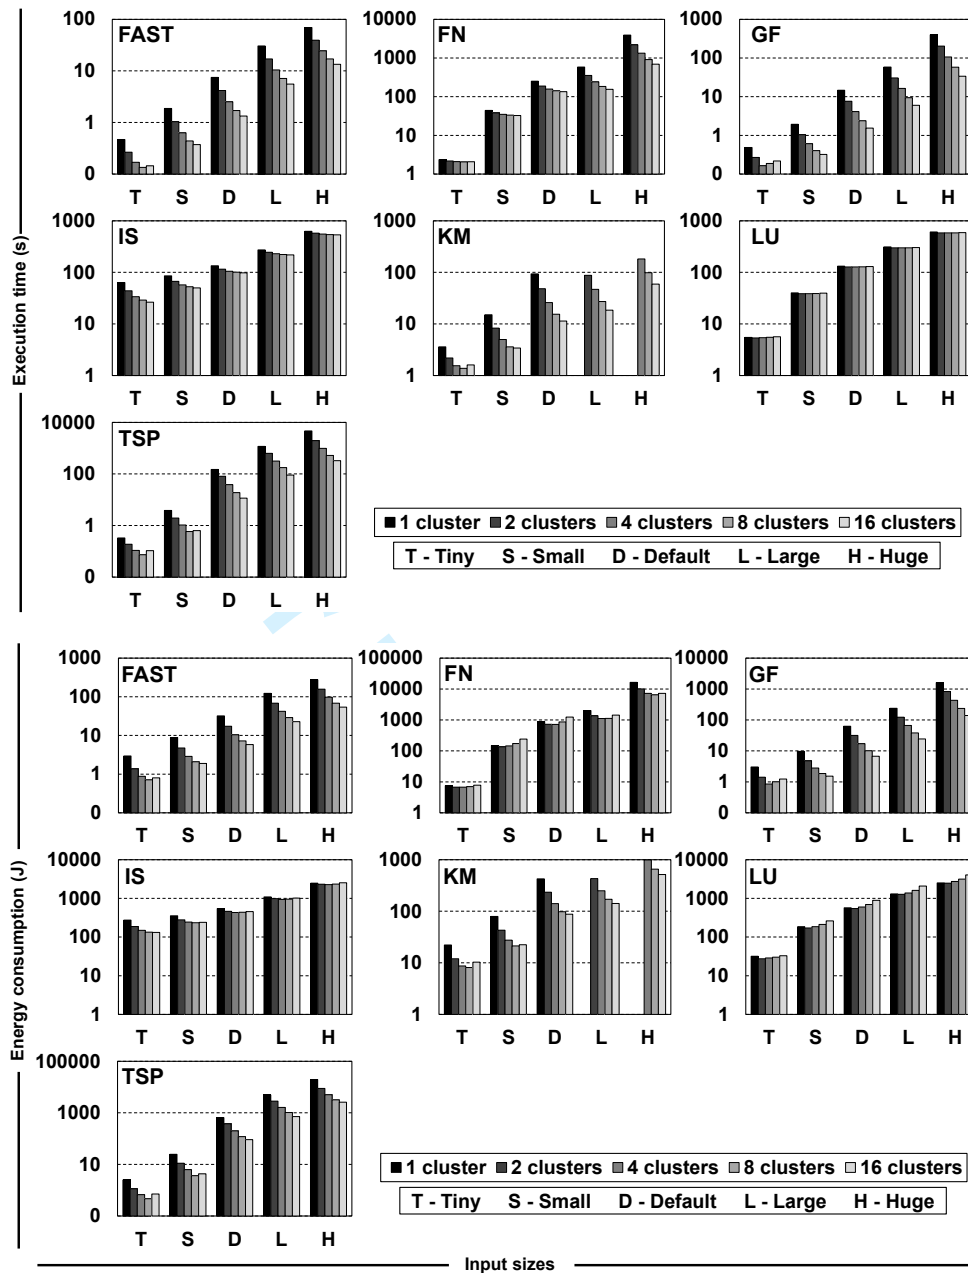 Execution time (s)
FAST
100
10
1
0
T S D L H
FN
10000
1000
100
10
1
T S D L H
GF
1000
100
10
1
0
T S D L H
IS
1000
100
10
1
T S D L H
KM
1000
100
10
1
T S D L H
LU
1000
100
10
1
T S D L H
TSP
10000
100
1
0
T S D L H
1 cluster 2 clusters 4 clusters 8 clusters 16 clusters
T - Tiny S - Small D - Default L - Large H - Huge
Energy consumption (J)
FAST
1000
100
10
1
0
T S D L H
FN
100000
10000
1000
100
10
1
T S D L H
GF
10000
1000
100
10
1
0
T S D L H
IS
10000
1000
100
10
1
T S D L H
KM
1000
100
10
1
T S D L H
LU
10000
1000
100
10
1
T S D L H
TSP
100000
1000
10
0
T S D L H
1 cluster 2 clusters 4 clusters 8 clusters 16 clusters
T - Tiny S - Small D - Default L - Large H - Huge
Input sizes